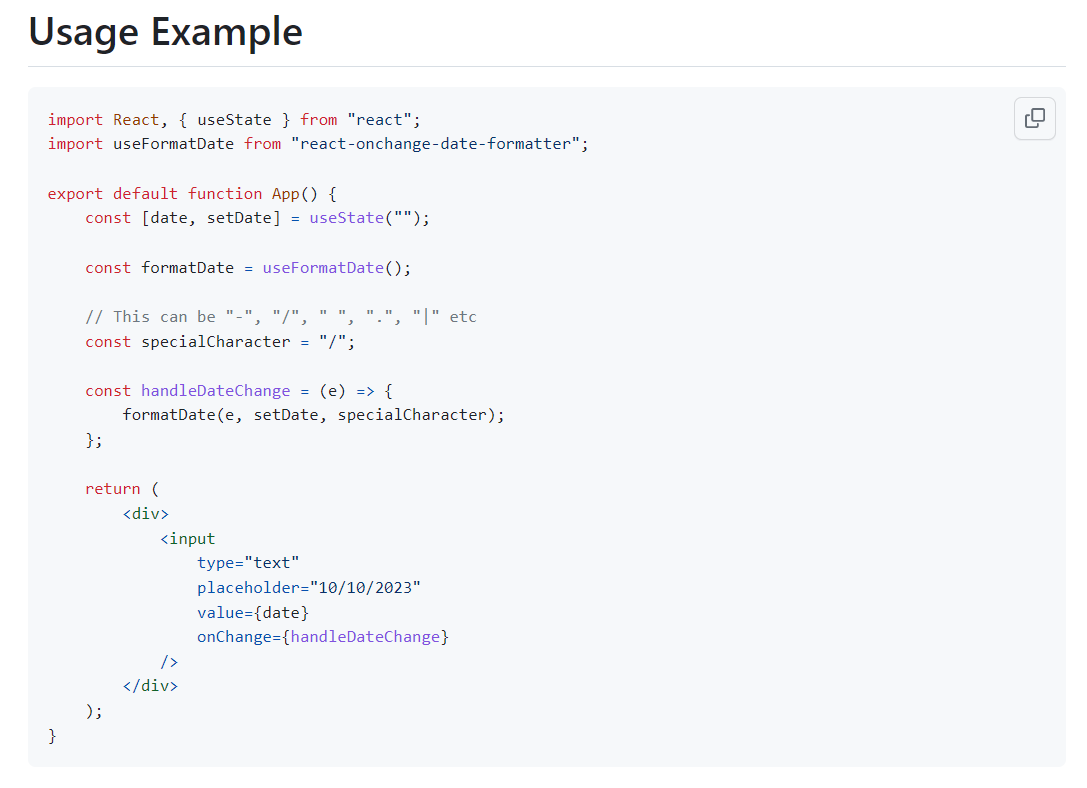 Usage Example
import React, { useState } from "react";
import useFormatDate from "react-onchange-date-formatter";
export default function App() {
    const [date, setDate] = useState("");
    const formatDate = useFormatDate();
    // This can be "-", "/", " ", ".", "|" etc
    const specialCharacter = "/";
    const handleDateChange = (e) => {
        formatDate(e, setDate, specialCharacter);
    };
    return (
        <div>
            <input
                type="text"
                placeholder="10/10/2023"
                value={date}
                onChange={handleDateChange}
            />
        </div>
    );
}